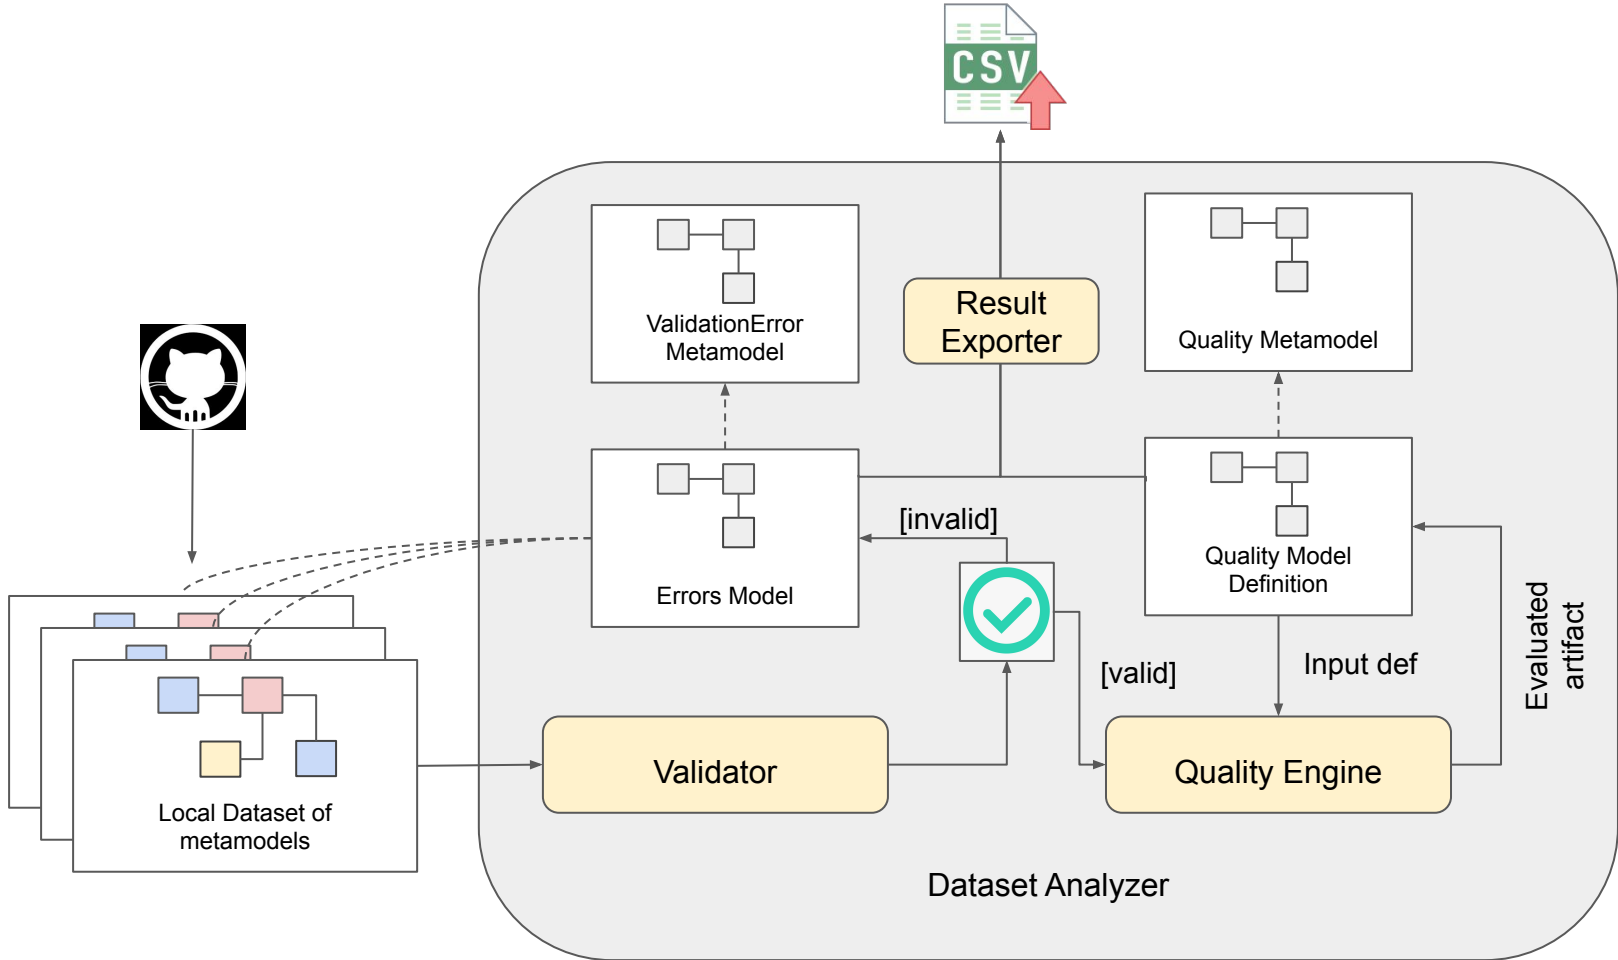 CSV
ValidationError
Metamodel
Result
Exporter
Quality Metamodel
[invalid]
Errors Model
Quality Model
Definition
[valid]
Input def
Evaluated
artifact
Validator
Quality Engine
Local Dataset of
metamodels
Dataset Analyzer